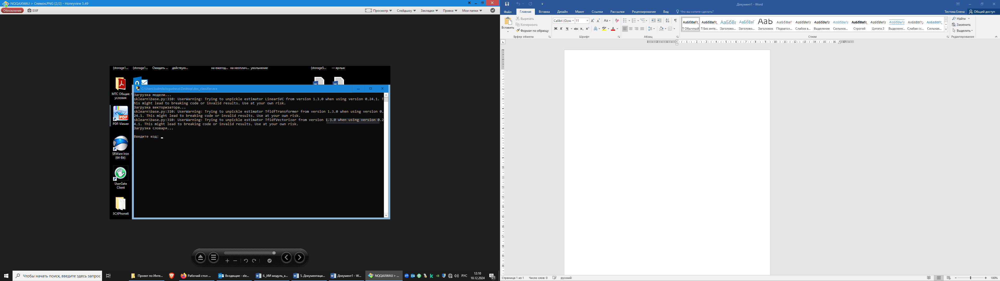 NQQAXWAU > Снимок.PNG [2/2] - Honeyview 5.49
Обновление EXIF Просмотр Слайдшоу Закладки Правка Мои папки
(storage1... (storage1... Ожидать ... действую... на ежегод... на неоплач... увольнение (storage5... — ярлык
МТС Общие условия
PDF-Viewer
SRWare Iron (64-Bit)
UserGate Client
3CXPhone6
C:\Users\ludmila.togusheva\Desktop\doc_classifier.exe
Загрузка модели...
sklearn\base.py:310: UserWarning: Trying to unpickle estimator LinearSVC from version 1.3.0 when using version 0.24.1. T
his might lead to breaking code or invalid results. Use at your own risk.
Загрузка векторизатора...
sklearn\base.py:310: UserWarning: Trying to unpickle estimator TfidfTransformer from version 1.3.0 when using version 0.
24.1. This might lead to breaking code or invalid results. Use at your own risk.
sklearn\base.py:310: UserWarning: Trying to unpickle estimator TfidfVectorizer from version 1.3.0 when using version 0.2
4.1. This might lead to breaking code or invalid results. Use at your own risk.
Загрузка словаря...
Введите код:
Чтобы начать поиск, введите здесь запрос
Проект по Инте... Рабочий стол ... Входящие - ele... IL_ИИ модуль_a... 5. Документаци... Документ1 - W... NQQAXWAU > ...
РУС 12:10
10.12.2024 21
Документ1 - Word
Файл Главная Вставка Дизайн Макет Ссылки Рассылки Рецензирование Вид Что вы хотите сделать? Тестова Елена Общий доступ
Вставить
Вырезать
Копировать
Формат по образцу
Буфер обмена
Calibri (Осно 11
Ж К Ч abc x₂ x²
Шрифт
Абзац
АаБбВвГг, АаБбВвГг, АаБбВв АаБбВвГ АаЬ АаБбВвГ АаБбВвГг АаБбВвГг АаБбВвГг АаБбВвГг, АаБбВвГг АаБбВвГг ААББВВГГ, ААББВВГГ,
¶ Обычный ¶ Без инте... Заголово... Заголово... Заголовок Подзагол... Слабое в... Выделение Сильное... Строгий Цитата 2 Выделенн... Слабая сс... Сильная...
Стили
Найти
Заменить
Выделить
Редактирование
Страница 1 из 1 Число слов: 0 русский 100%